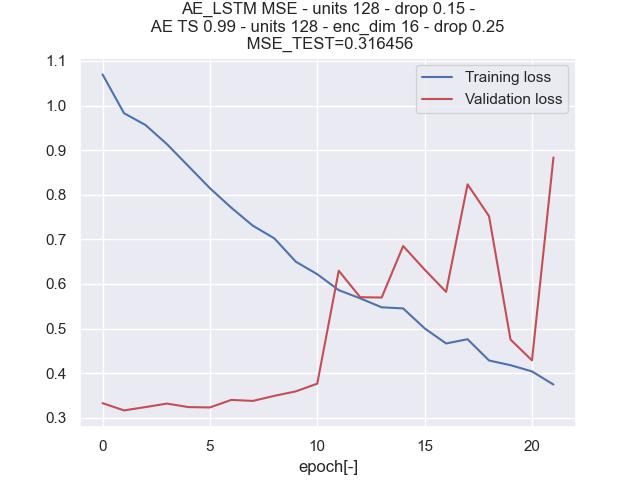 AE_LSTM MSE - units 128 - drop 0.15 -
AE TS 0.99 - units 128 - enc_dim 16 - drop 0.25
MSE_TEST=0.316456
Training loss
Validation loss
1.1
1.0
0.9
0.8
0.7
0.6
0.5
0.4
0.3
0 5 10 15 20
epoch[-]